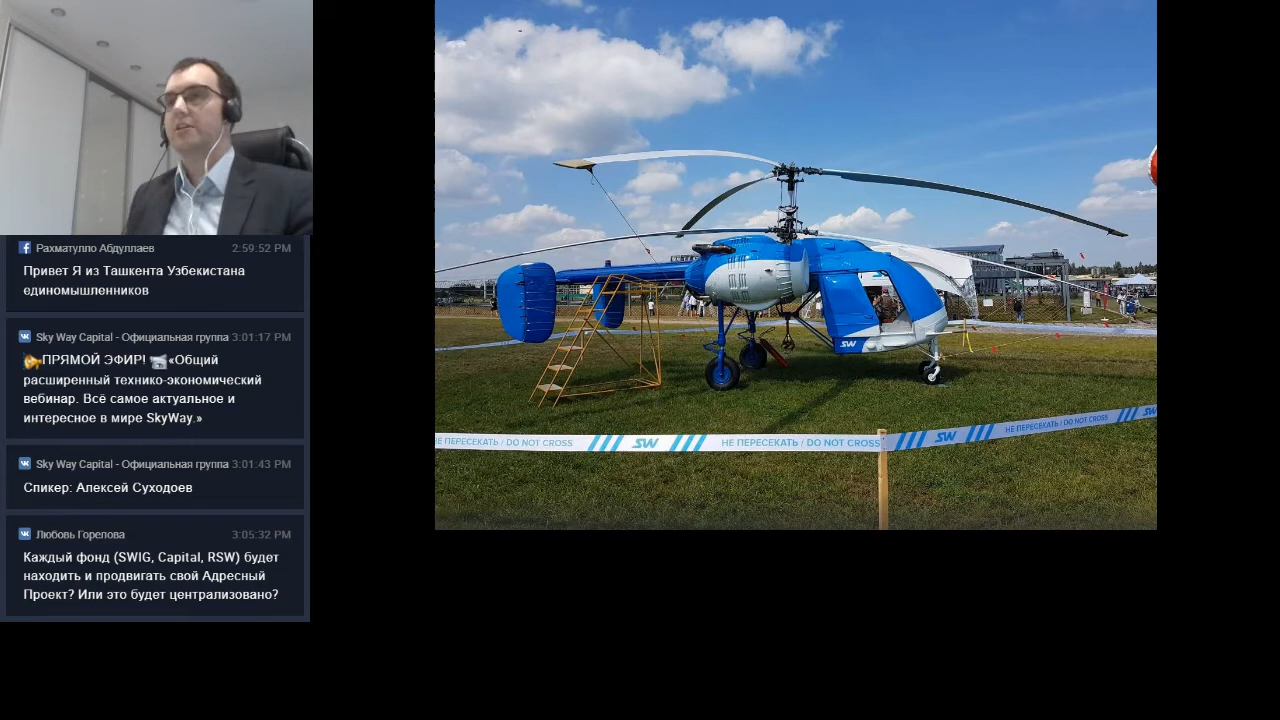 Рахматулло Абдуллаев 2:59:52 PM
Привет Я из Ташкента Узбекистана
единомышленников
Sky Way Capital - Официальная группа 3:01:17 PM
ПРЯМОЙ ЭФИР! «Общий
расширенный технико-экономический
вебинар. Всё самое актуальное и
интересное в мире SkyWay.»
Sky Way Capital - Официальная группа 3:01:43 PM
Спикер: Алексей Суходоев
Любовь Горелова 3:05:32 PM
Каждый фонд (SWIG, Capital, RSW) будет
находить и продвигать свой Адресный
Проект? Или это будет централизовано?
SW
НЕ ПЕРЕСЕКАТЬ / DO NOT CROSS SW НЕ ПЕРЕСЕКАТЬ / DO NOT CROSS SW НЕ ПЕРЕСЕКАТЬ / DO NOT CROSS SW